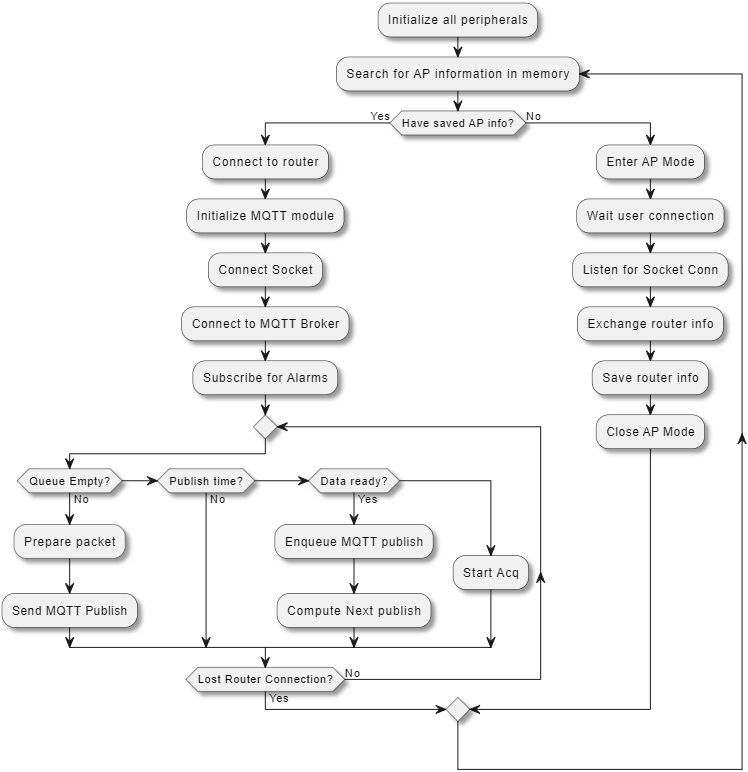 Initialize all peripherals
Search for AP information in memory
Yes
Have saved AP info?
No
Connect to router
Initialize MQTT module
Connect Socket
Connect to MQTT Broker
Subscribe for Alarms
Enter AP Mode
Wait user connection
Listen for Socket Conn
Exchange router info
Save router info
Close AP Mode
Queue Empty?
No
Prepare packet
Send MQTT Publish
Publish time?
No
Data ready?
Yes
Enqueue MQTT publish
Compute Next publish
Start Acq
Lost Router Connection?
No
Yes